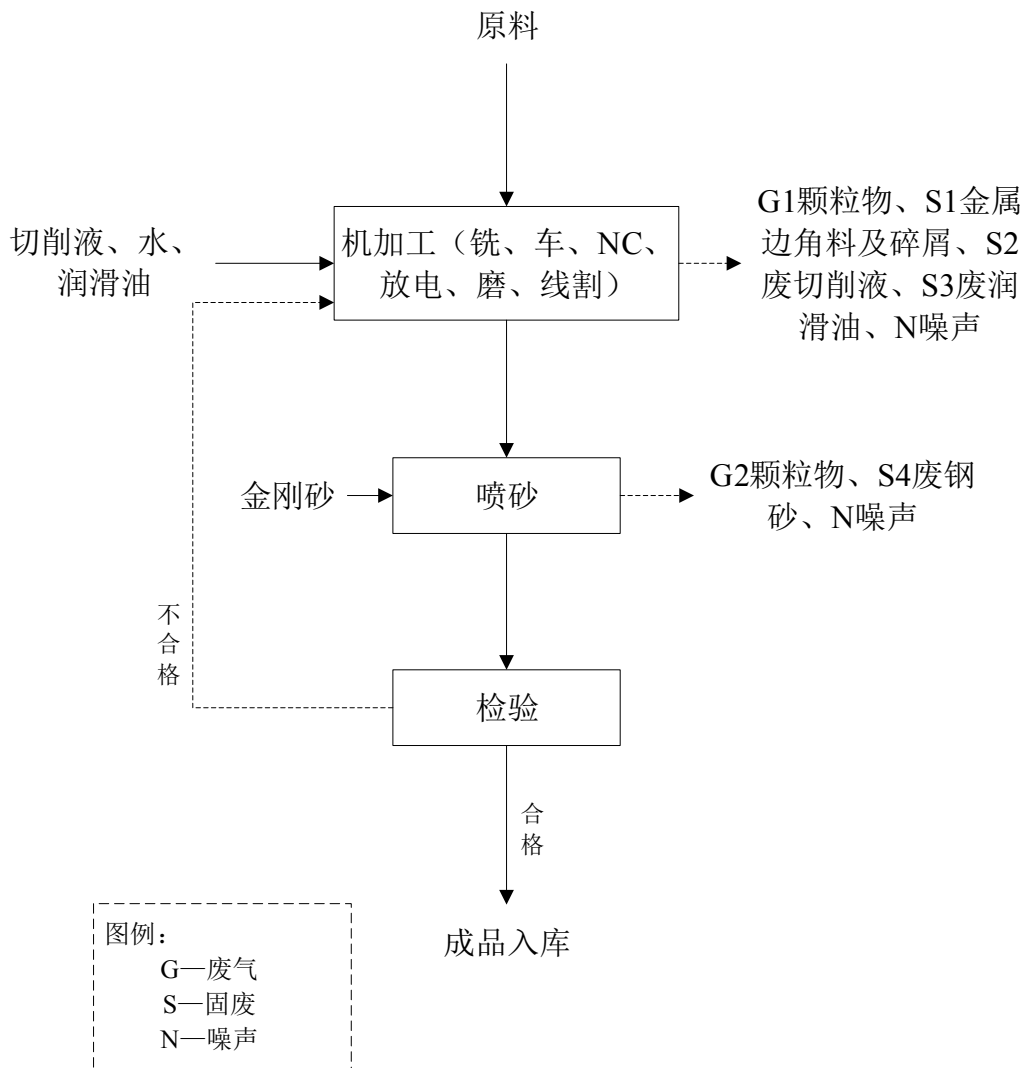 原料
切削液、水、
润滑油
机加工（铣、车、NC、
放电、磨、线割）
G1颗粒物、S1金属
边角料及碎屑、S2
废切削液、S3废润
滑油、N噪声
金刚砂
喷砂
G2颗粒物、S4废钢
砂、N噪声
不合格
检验
合格
成品入库
图例：
G—废气
S—固废
N—噪声